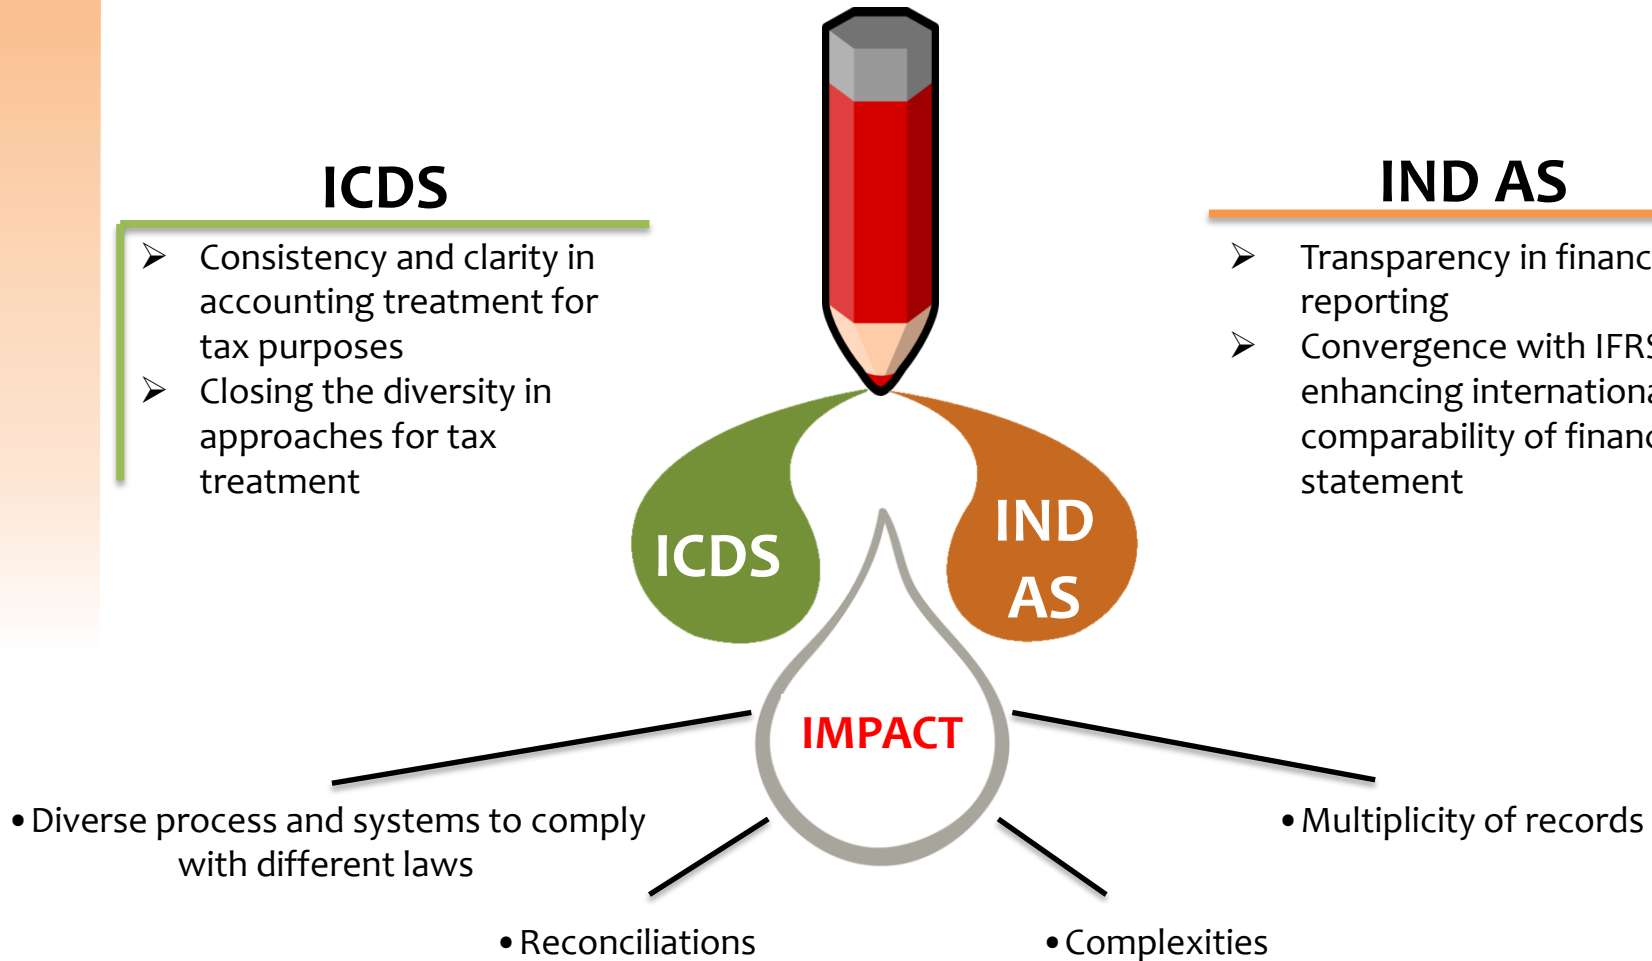 ICDS
➢ Consistency and clarity in
accounting treatment for
tax purposes
➢ Closing the diversity in
approaches for tax
treatment
IND AS
➢ Transparency in financ
reporting
➢ Convergence with IFRS
enhancing internationa
comparability of financ
statement
ICDS
IND
AS
IMPACT
• Diverse process and systems to comply
with different laws
• Multiplicity of records
• Reconciliations
• Complexities